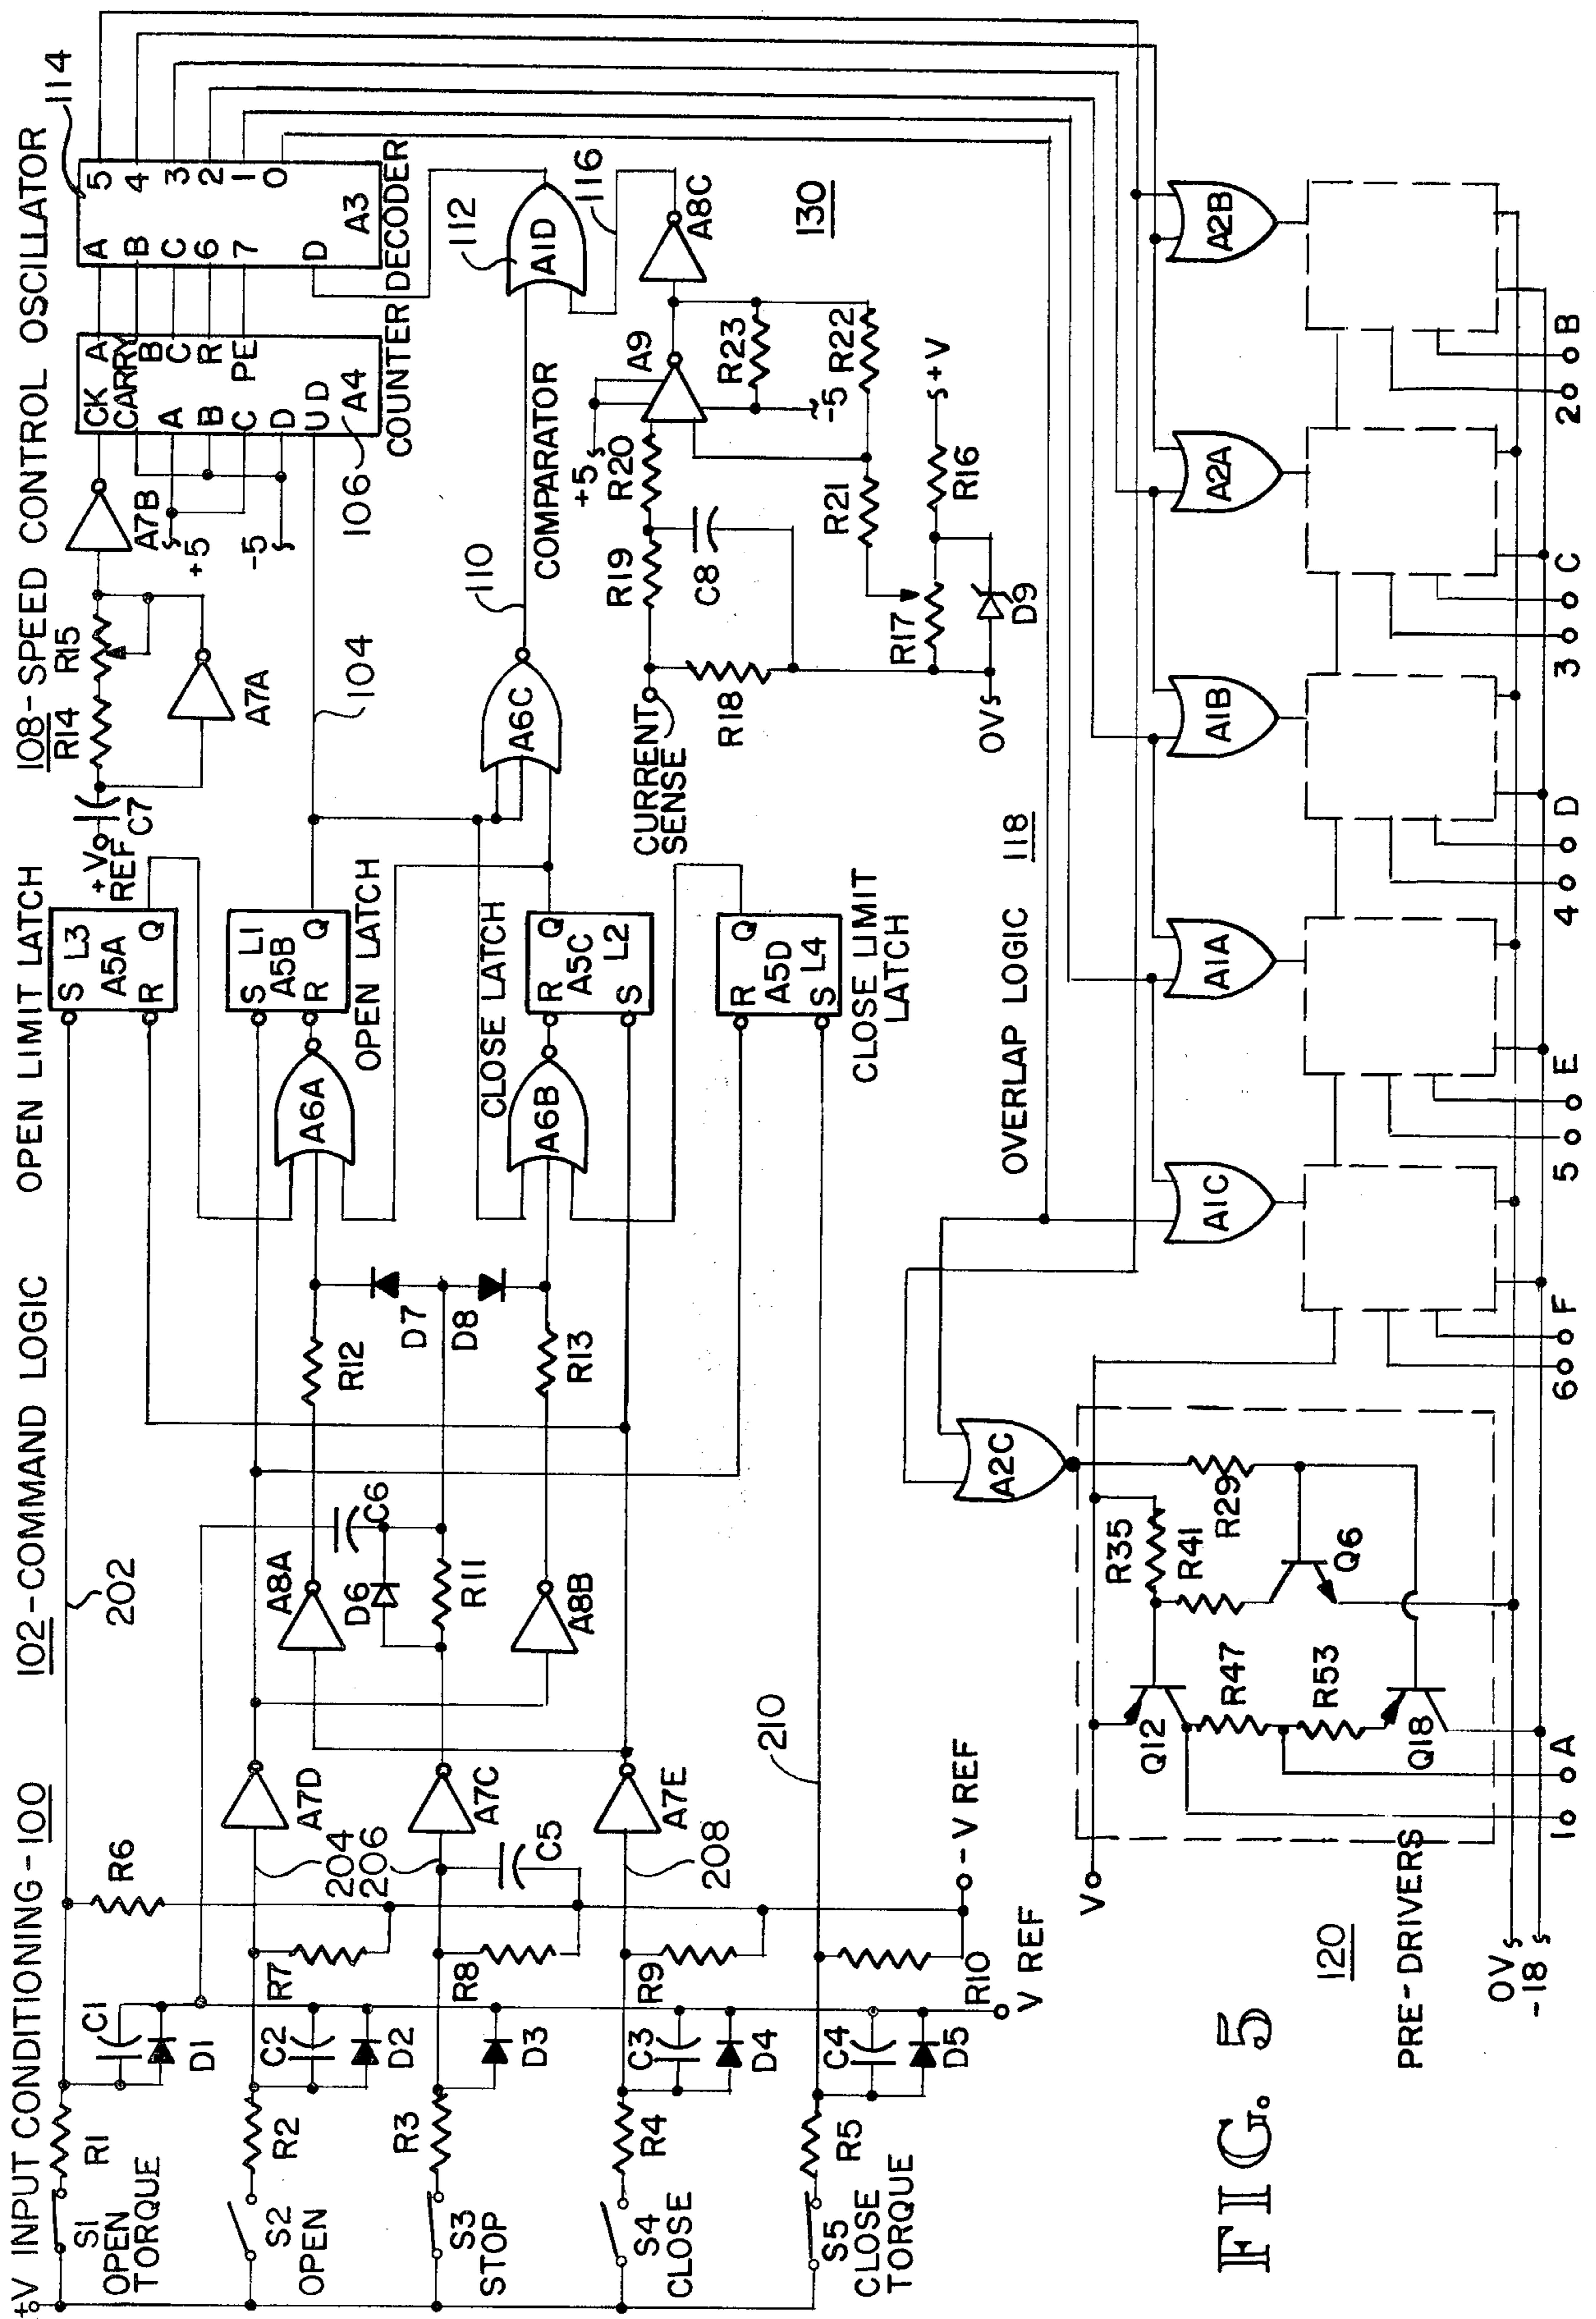 +V INPUT CONDITIONING-100
102-COMMAND LOGIC
OPEN LIMIT LATCH
108-SPEED CONTROL OSCILLATOR
S1
OPEN
TORQUE
R1
C1
D1
R6
202
S L3
A5A
R Q
+V
REF
C7
R14
R15
A7A
A7B
CK A
CARRY
B
A C
B R
C PE
D
U D A4
+5
-5
106
COUNTER
A 5
B 4
C 3
6 2
7 1
0
D A3
DECODER
114
S2
OPEN
R2
C2
D2
R7
204
A7D
A8A
R12
A6A
S L1
A5B
R Q
OPEN LATCH
104
S3
STOP
R3
D3
R8
206
C5
A7C
D6
C6
R11
D7
D8
CLOSE LATCH
A6C
110
COMPARATOR
A1D
112
116
S4
CLOSE
R4
C3
D4
R9
208
A7E
A8B
R13
A6B
R Q
A5C
S L2
CURRENT
SENSE
R18
R19
R20
C8
+5
A9
A8C
R23
-5
R22
R21
R17
R16
+V
D9
0V
130
S5
CLOSE
TORQUE
R5
C4
D5
R10
210
-V REF
V REF
R Q
A5D
S L4
CLOSE LIMIT
LATCH
OVERLAP LOGIC 118
A2C
A1C
A1A
A1B
A2A
A2B
V
R35
R41
R29
Q6
Q12
R47
R53
Q18
120
PRE-DRIVERS
0V
-18
1 A
6 F
5 E
4 D
3 C
2 B
FIG. 5